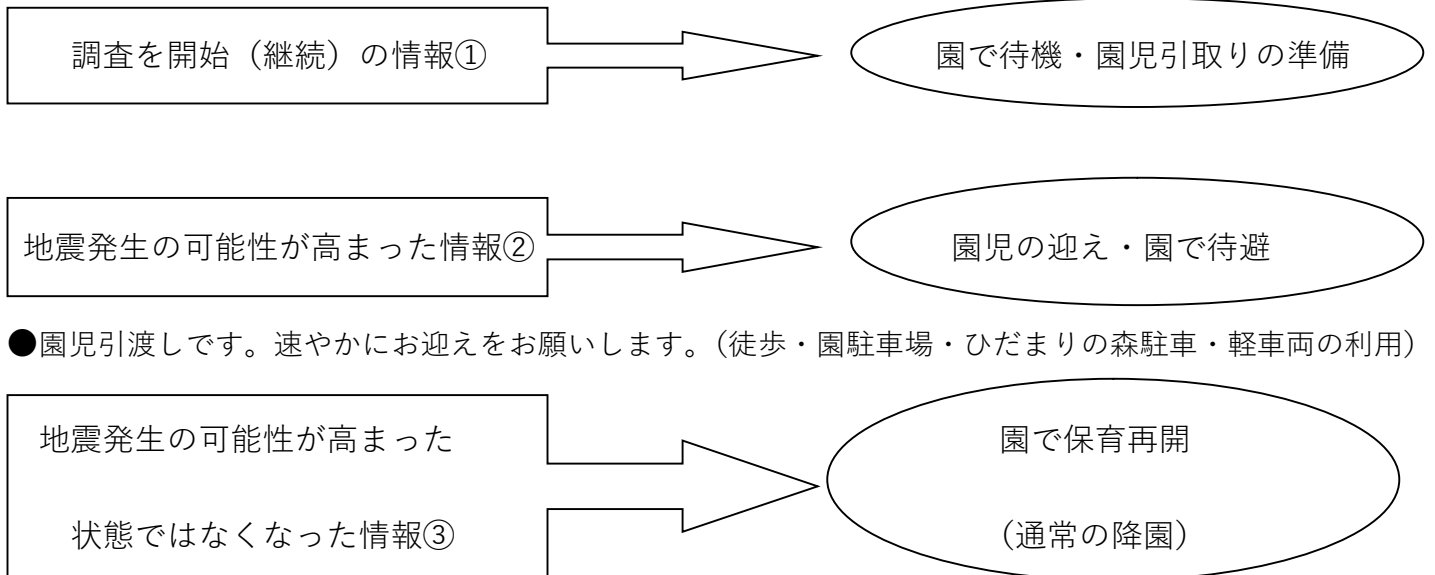 調査を開始（継続）の情報①
園で待機・園児引取りの準備
地震発生の可能性が高まった情報②
園児の迎え・園で待避
●園児引渡しです。速やかにお迎えをお願いします。（徒歩・園駐車場・ひだまりの森駐車・軽車両の利用）
地震発生の可能性が高まった
状態ではなくなった情報③
園で保育再開
（通常の降園）